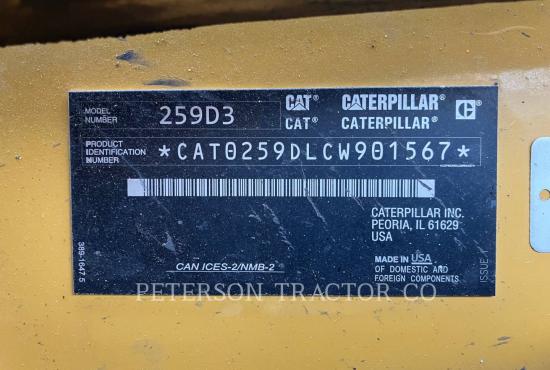 MODEL NUMBER 259D3
CAT® CATERPILLAR®
CAT® CATERPILLAR®
PRODUCT IDENTIFICATION NUMBER *CAT0259DLCW901567*
CATERPILLAR INC.
PEORIA, IL 61629
USA
MADE IN USA
OF DOMESTIC AND
FOREIGN COMPONENTS
CAN ICES-2/NMB-2
389-1647 5
ISSUE
PETERSON TRACTOR CO